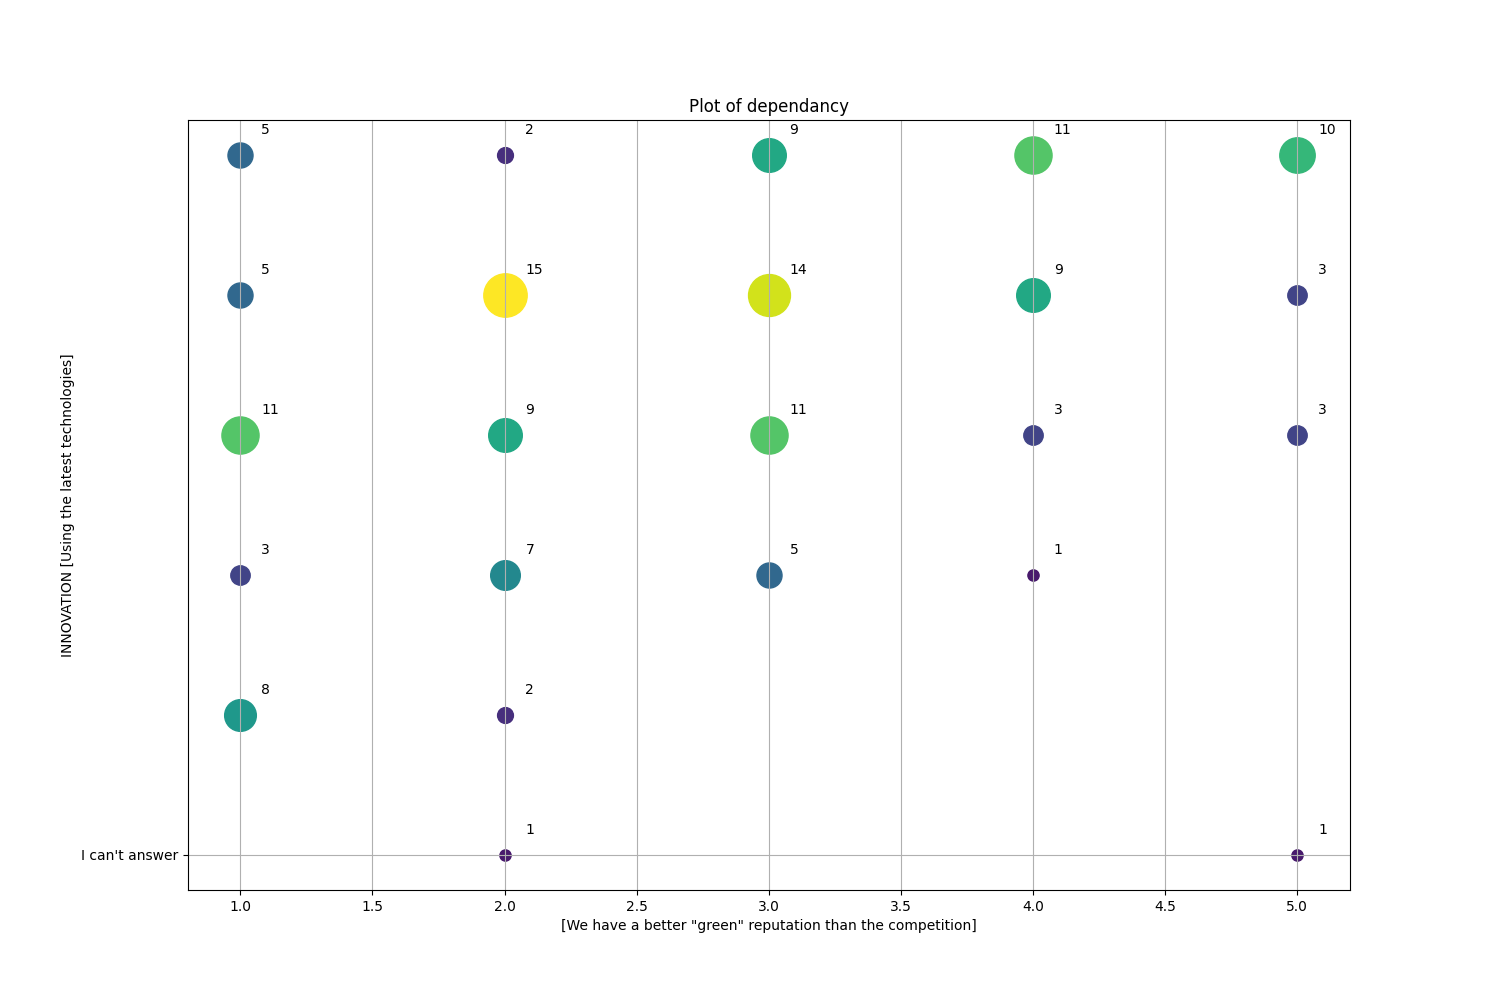 Plot of dependancy
5 2 9 11 10
5 15 14 9 3
11 9 11 3 3
3 7 5 1
8 2
1 1
INNOVATION [Using the latest technologies]
I can't answer
1.0 1.5 2.0 2.5 3.0 3.5 4.0 4.5 5.0
[We have a better "green" reputation than the competition]